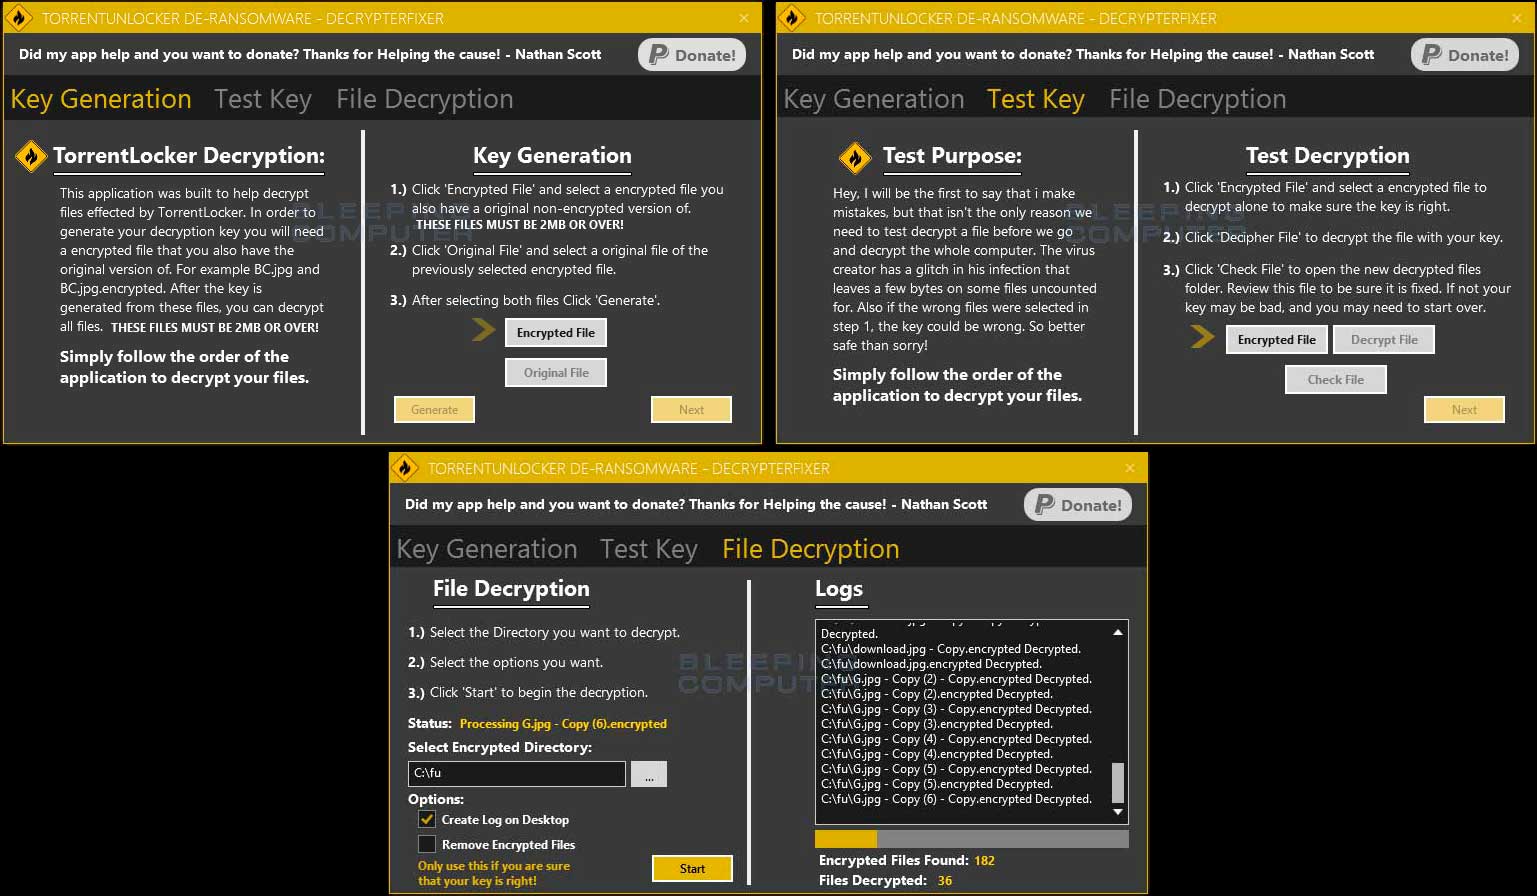 TORRENTUNLOCKER DE-RANSOMWARE - DECRYPTERFIXER
Did my app help and you want to donate? Thanks for Helping the cause! - Nathan Scott
Donate!
Key Generation Test Key File Decryption
TorrentLocker Decryption:
This application was built to help decrypt
files effected by TorrentLocker. In order to
generate your decryption key you will need
a encrypted file that you also have the
original version of. For example BC.jpg and
BC.jpg.encrypted. After the key is
generated from these files, you can decrypt
all files. THESE FILES MUST BE 2MB OR OVER!
Simply follow the order of the
application to decrypt your files.
Key Generation
1.) Click 'Encrypted File' and select a encrypted file you
also have a original non-encrypted version of.
THESE FILES MUST BE 2MB OR OVER!
2.) Click 'Original File' and select a original file of the
previously selected encrypted file.
3.) After selecting both files Click 'Generate'.
Encrypted File
Original File
Generate
Next
BLEEPING
COMPUTER
TORRENTUNLOCKER DE-RANSOMWARE - DECRYPTERFIXER
Did my app help and you want to donate? Thanks for Helping the cause! - Nathan Scott
Donate!
Key Generation Test Key File Decryption
Test Purpose:
Hey, I will be the first to say that i make
mistakes, but that isn't the only reason we
need to test decrypt a file before we go
and decrypt the whole computer. The virus
creator has a glitch in his infection that
leaves a few bytes on some files uncounted
for. Also if the wrong files were selected in
step 1, the key could be wrong. So better
safe than sorry!
Simply follow the order of the
application to decrypt your files.
Test Decryption
1.) Click 'Encrypted File' and select a encrypted file to
decrypt alone to make sure the key is right.
2.) Click 'Decipher File' to decrypt the file with your key.
3.) Click 'Check File' to open the new decrypted files
folder. Review this file to be sure it is fixed. If not your
key may be bad, and you may need to start over.
Encrypted File
Decrypt File
Check File
Next
BLEEPING
COMPUTER
TORRENTUNLOCKER DE-RANSOMWARE - DECRYPTERFIXER
Did my app help and you want to donate? Thanks for Helping the cause! - Nathan Scott
Donate!
Key Generation Test Key File Decryption
File Decryption
1.) Select the Directory you want to decrypt.
2.) Select the options you want.
3.) Click 'Start' to begin the decryption.
Status: Processing G.jpg - Copy (6).encrypted
Select Encrypted Directory:
C:\fu
...
Options:
Create Log on Desktop
Remove Encrypted Files
Only use this if you are sure
that your key is right!
Start
BLEEPING
COMPUTER
Logs
Decrypted.
C:\fu\download.jpg - Copy.encrypted Decrypted.
C:\fu\download.jpg.encrypted Decrypted.
C:\fu\G.jpg - Copy (2) - Copy.encrypted Decrypted.
C:\fu\G.jpg - Copy (2).encrypted Decrypted.
C:\fu\G.jpg - Copy (3) - Copy.encrypted Decrypted.
C:\fu\G.jpg - Copy (3).encrypted Decrypted.
C:\fu\G.jpg - Copy (4) - Copy.encrypted Decrypted.
C:\fu\G.jpg - Copy (4).encrypted Decrypted.
C:\fu\G.jpg - Copy (5) - Copy.encrypted Decrypted.
C:\fu\G.jpg - Copy (5).encrypted Decrypted.
C:\fu\G.jpg - Copy (6) - Copy.encrypted Decrypted.
Encrypted Files Found: 182
Files Decrypted: 36